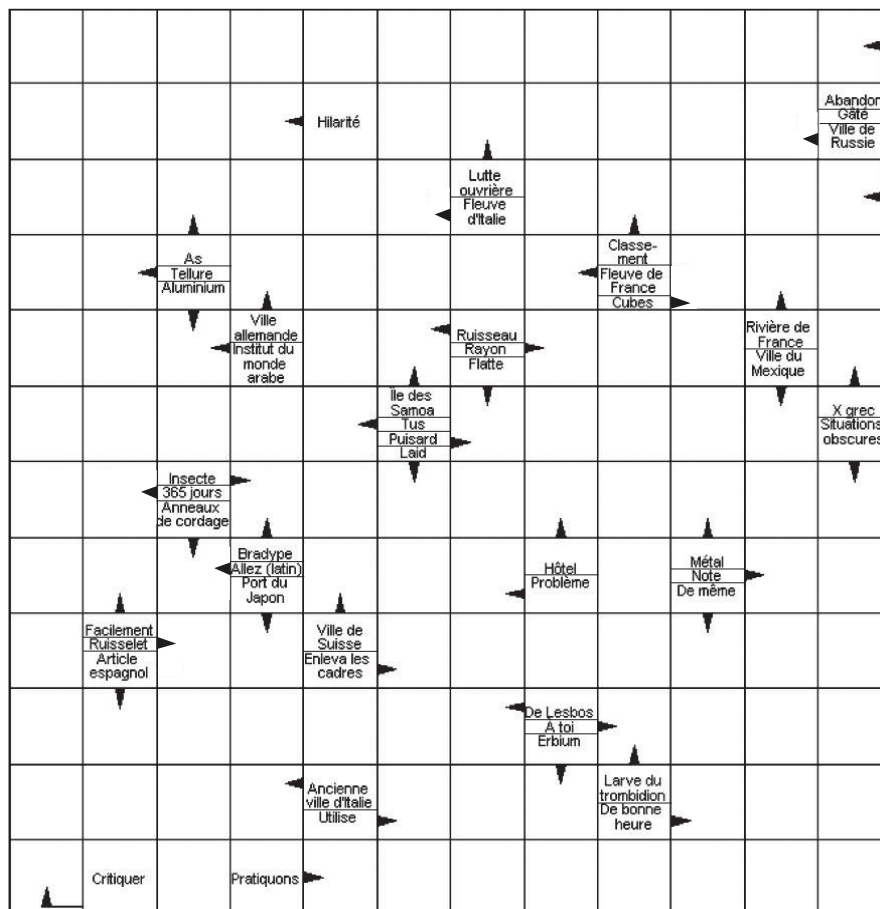 Hilarité
Abandon
Gâté
Ville de
Russie
Lutte
ouvrière
Fleuve
d'Italie
As
Tellure
Aluminium
Classe-
ment
Fleuve de
France
Cubes
Ville
allemande
Institut du
monde
arabe
Ruisseau
Rayon
Flatte
Rivière de
France
Ville du
Mexique
Île des
Samoa
Tus
Puisard
Laid
X grec
Situations
obscures
Insecte
365 jours
Anneaux
de cordage
Bradype
Allez (latin)
Port du
Japon
Hôtel
Problème
Métal
Note
De même
Facilement
Ruisselet
Article
espagnol
Ville de
Suisse
Enleva les
cadres
De Lesbos
À toi
Erbium
Ancienne
ville d'Italie
Utilise
Larve du
trombidion
De bonne
heure
Critiquer
Pratiquons